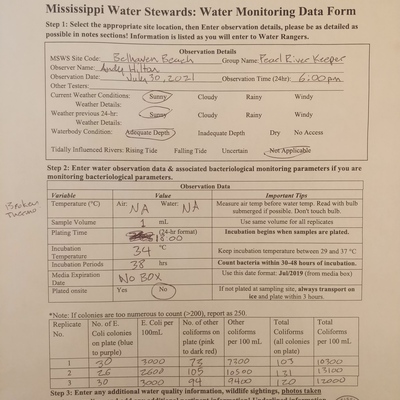 Mississippi Water Stewards: Water Monitoring Data Form
Step 1: Select the appropriate site location, then Enter observation details, please be as detailed as
possible in notes sections! Information is listed as you will enter to Water Rangers.
Observation Details
MSWS Site Code: Belhaven Beach Group Name: Pearl River Keeper
Observer Name: Andy Hilton
Observation Date: July 30, 2021 Observation Time (24hr): 6:00pm
Other Testers:
Current Weather Conditions: Sunny Cloudy Rainy Windy
Weather Details:
Weather previous 24-hr: Sunny Cloudy Rainy Windy
Weather Details:
Waterbody Condition: Adequate Depth Inadequate Depth Dry No Access
Tidally Influenced Rivers: Rising Tide Falling Tide Uncertain Not Applicable
Step 2: Enter water observation data & associated bacteriological monitoring parameters if you are
monitoring bacteriological parameters.
Observation Data
Variable Value Important Tips
Broken
Temperature (°C) Air: NA Water: NA Measure air temp before water temp. Read with bulb
submerged if possible. Don't touch bulb.
Sample Volume 1 mL Use same volume for all replicates
Plating Time (24-hr format) 18:00 Incubation begins when samples are plated.
Incubation
Temperature 34 °C Keep incubation temperature between 29 and 37 °C
Incubation Periods 38 hrs Count bacteria within 30-48 hours of incubation.
Media Expiration
Date No BOX Use this date format: Jul/2019 (from media box)
Plated onsite Yes No If not plated at sampling site, always transport on
ice and plate within 3 hours.
*Note: If colonies are too numerous to count (>200), report as 250.
Replicate
No. No. of E.
Coli colonies
on plate (blue
to purple) E. Coli per
100mL No. of other
coliforms on
plate (pink
to dark red) Other
coliforms
per 100 mL Total
Coliforms
(all colonies
on plate) Total
Coliforms
per 100 mL
1 30 3000 73 7300 103 10300
2 26 2600 105 10500 131 13100
3 30 3000 94 9400 120 12000
Step 3: Enter any additional water quality information, wildlife sightings, photos taken